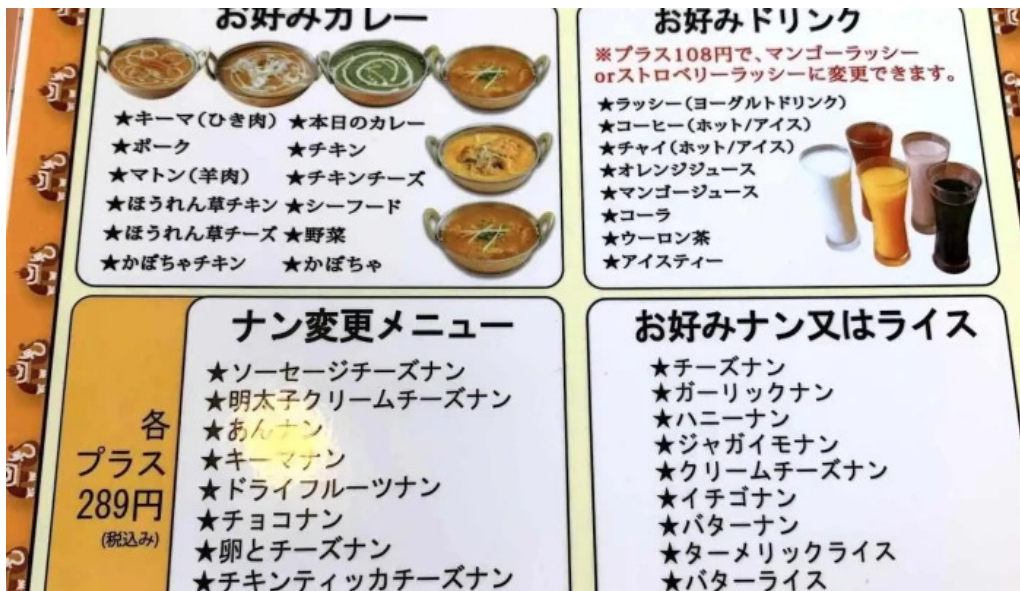 お好みカレー
★キーマ(ひき肉)
★ポーク
★マトン(羊肉)
★ほうれん草チキン
★ほうれん草チーズ
★かぼちゃチキン
★本日のカレー
★チキン
★チキンチーズ
★シーフード
★野菜
★かぼちゃ
お好みドリンク
※プラス108円で、マンゴーラッシー
orストロベリーラッシーに変更できます。
★ラッシー(ヨーグルトドリンク)
★コーヒー(ホット/アイス)
★チャイ(ホット/アイス)
★オレンジジュース
★マンゴージュース
★コーラ
★ウーロン茶
★アイスティー
各
プラス
289円
(税込み)
ナン変更メニュー
★ソーセージチーズナン
★明太子クリームチーズナン
★あんナン
★キーマナン
★ドライフルーツナン
★チョコナン
★卵とチーズナン
★チキンティッカチーズナン
お好みナン又はライス
★チーズナン
★ガーリックナン
★ハニーナン
★ジャガイモナン
★クリームチーズナン
★イチゴナン
★バターナン
★ターメリックライス
★バターライス